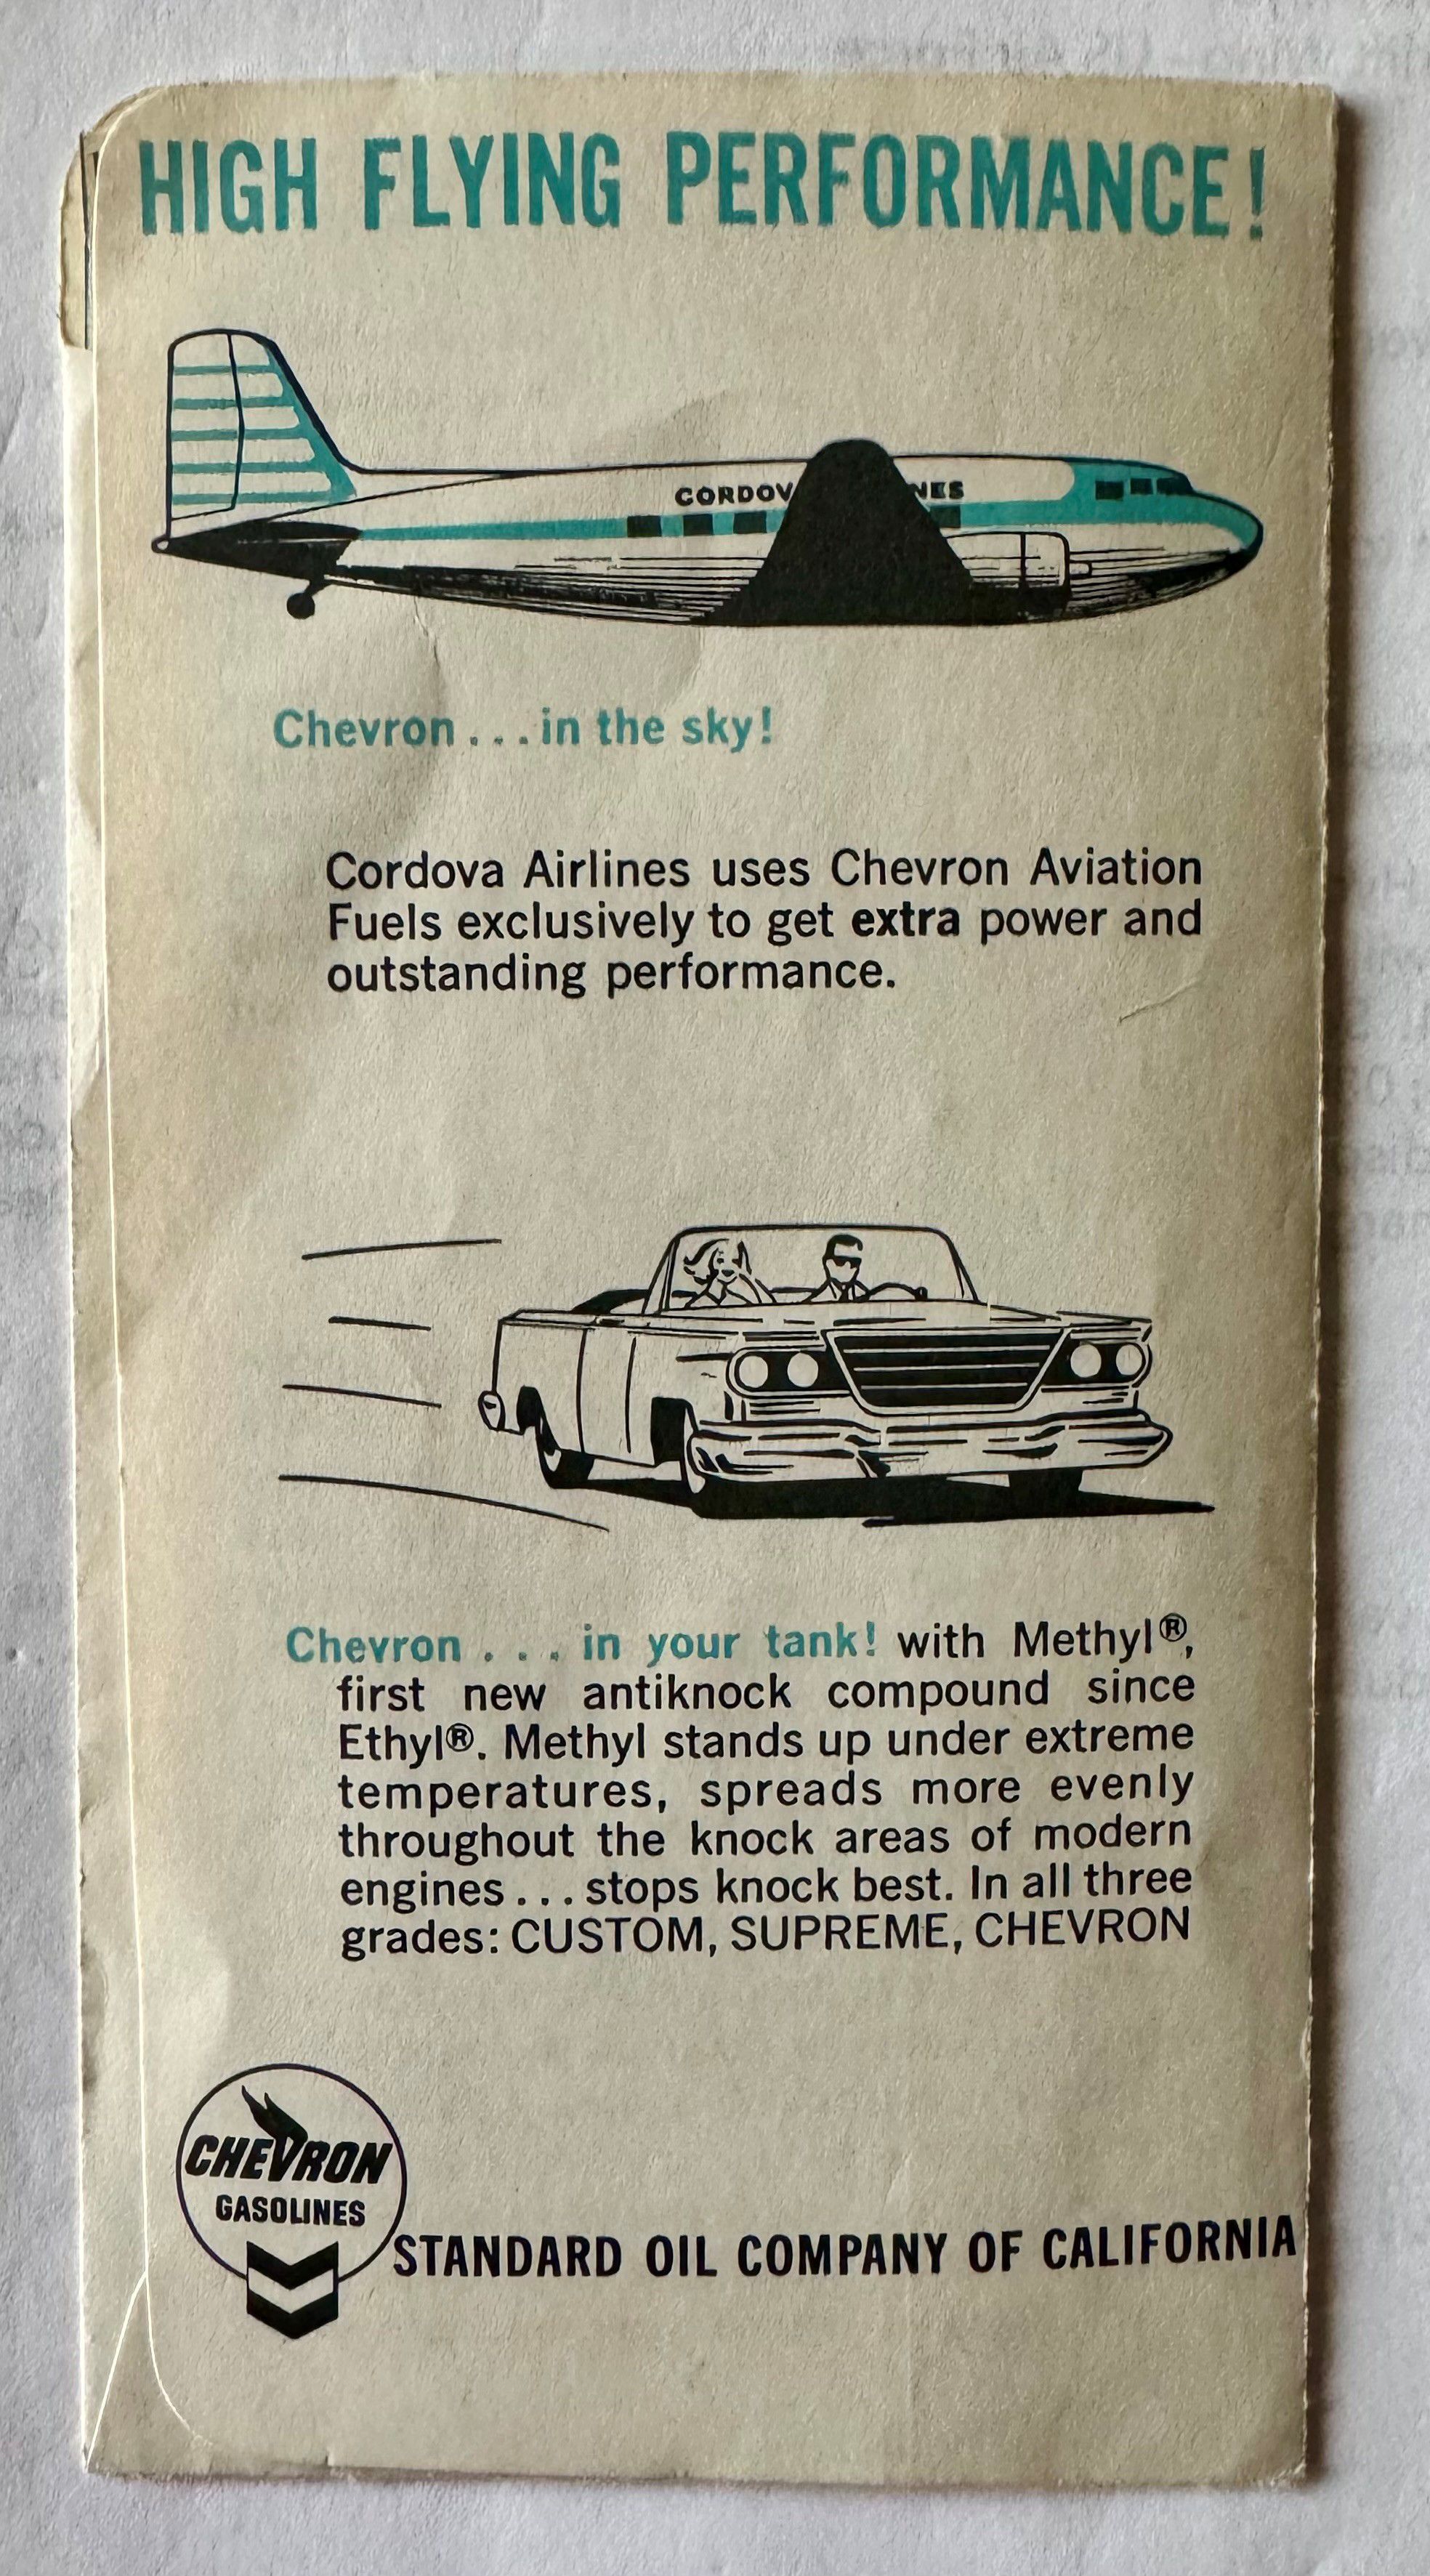 HIGH FLYING PERFORMANCE!
CORDOV NES
Chevron...in the sky!
Cordova Airlines uses Chevron Aviation
Fuels exclusively to get extra power and
outstanding performance.
Chevron . . . in your tank! with Methyl®,
first new antiknock compound since
Ethyl®. Methyl stands up under extreme
temperatures, spreads more evenly
throughout the knock areas of modern
engines...stops knock best. In all three
grades: CUSTOM, SUPREME, CHEVRON
CHEVRON
GASOLINES
STANDARD OIL COMPANY OF CALIFORNIA